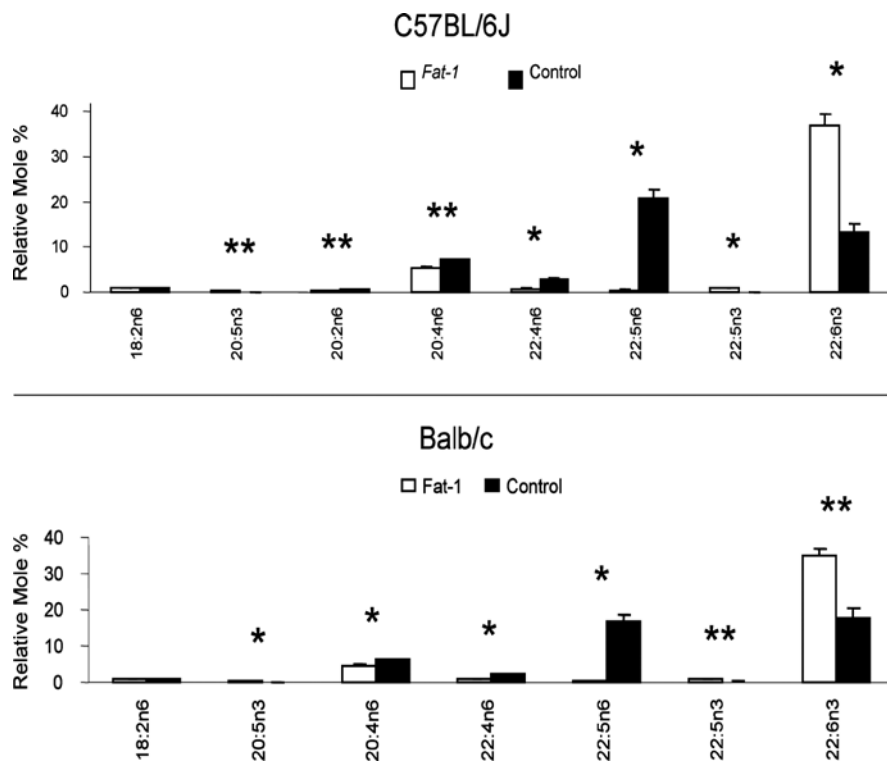 C57BL/6J
Fat-1 Control
*
40
30
*
20
** ** ** * *
10
0
Relative Mole %
18:2n6 20:5n3 20:2n6 20:4n6 22:4n6 22:5n6 22:5n3 22:6n3
Balb/c
Fat-1 Control
**
40
30
*
20
* * * **
10
0
Relative Mole %
18:2n6 20:5n3 20:4n6 22:4n6 22:5n6 22:5n3 22:6n3